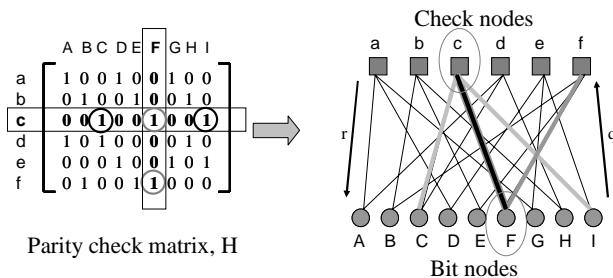 A B C D E F G H I
a 1 0 0 1 0 0 1 0 0
b 0 1 0 0 1 0 0 1 0
c 0 0 1 0 0 1 0 0 1
d 1 0 1 0 0 0 0 1 0
e 0 0 0 1 0 0 1 0 1
f 0 1 0 0 1 1 0 0 0
Parity check matrix, H
Check nodes
a b c d e f
r
q
A B C D E F G H I
Bit nodes